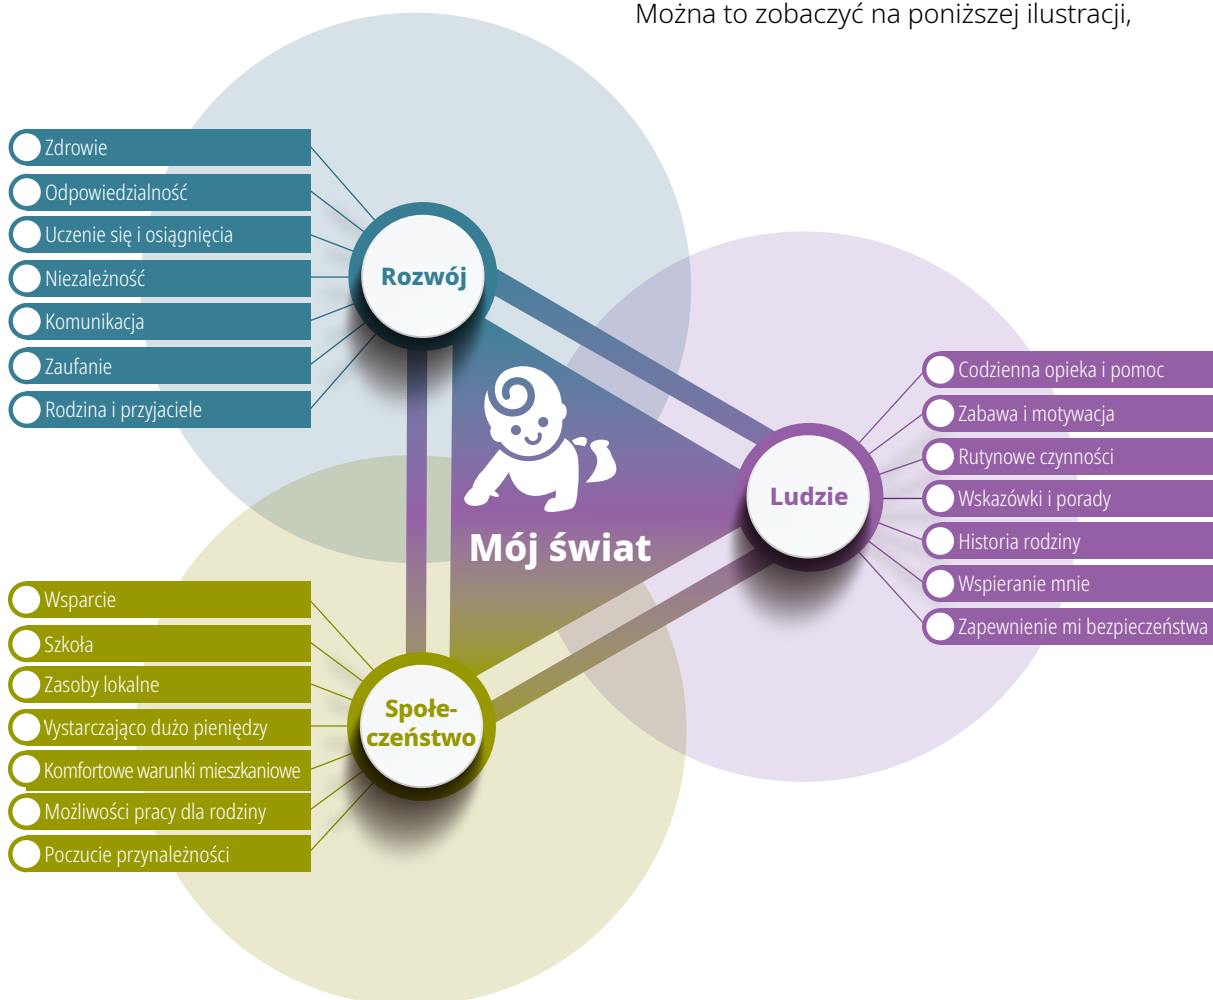 Można to zobaczyć na poniższej ilustracji,
Zdrowie
Odpowiedzialność
Uczenie się i osiągnięcia
Niezależność
Komunikacja
Zaufanie
Rodzina i przyjaciele
Rozwój
Codzienna opieka i pomoc
Zabawa i motywacja
Rutynowe czynności
Wskazówki i porady
Historia rodziny
Wspieranie mnie
Zapewnienie mi bezpieczeństwa
Ludzie
Mój świat
Wsparcie
Szkoła
Zasoby lokalne
Wystarczająco dużo pieniędzy
Komfortowe warunki mieszkaniowe
Możliwości pracy dla rodziny
Poczucie przynależności
Społe-
czeństwo